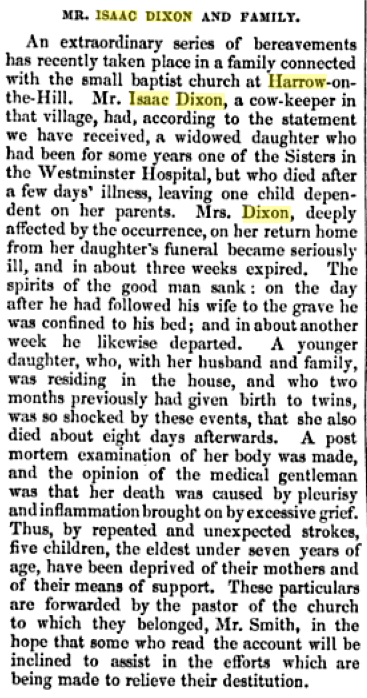 MR. ISAAC DIXON AND FAMILY.
An extraordinary series of bereavements
has recently taken place in a family connected
with the small baptist church at Harrow-on-
the-Hill. Mr. Isaac Dixon, a cow-keeper in
that village, had, according to the statement
we have received, a widowed daughter who
had been for some years one of the Sisters in
the Westminster Hospital, but who died after
a few days' illness, leaving one child depen-
dent on her parents. Mrs. Dixon, deeply
affected by the occurrence, on her return home
from her daughter's funeral became seriously
ill, and in about three weeks expired. The
spirits of the good man sank: on the day
after he had followed his wife to the grave he
was confined to his bed; and in about another
week he likewise departed. A younger
daughter, who, with her husband and family,
was residing in the house, and who two
months previously had given birth to twins,
was so shocked by these events, that she also
died about eight days afterwards. A post
mortem examination of her body was made,
and the opinion of the medical gentleman
was that her death was caused by pleurisy
and inflammation brought on by excessive grief.
Thus, by repeated and unexpected strokes,
five children, the eldest under seven years of
age, have been deprived of their mothers and
of their means of support. These particulars
are forwarded by the pastor of the church
to which they belonged, Mr. Smith, in the
hope that some who read the account will be
inclined to assist in the efforts which are
being made to relieve their destitution.